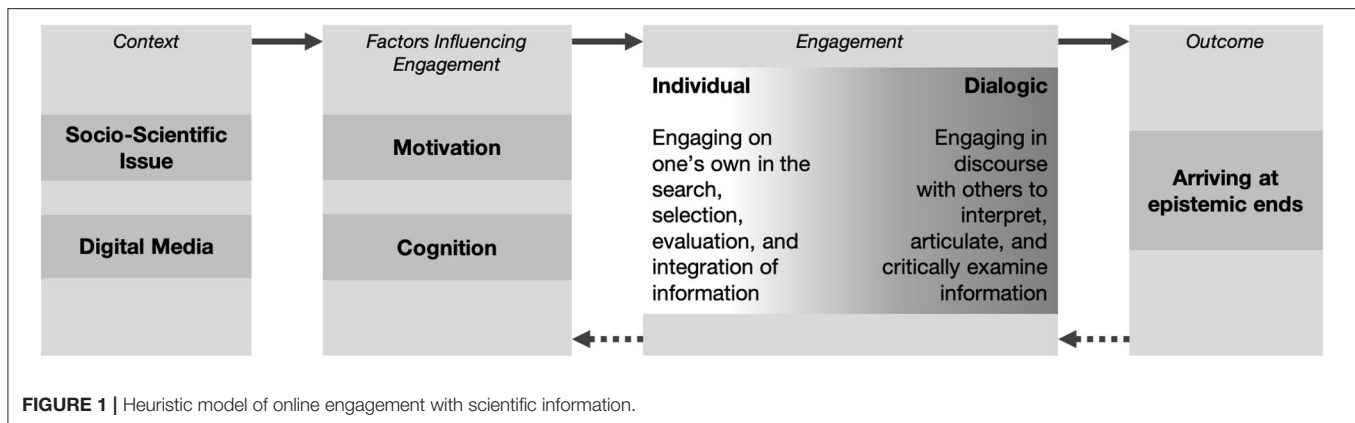 Context
Socio-Scientific
Issue
Digital Media
Factors Influencing
Engagement
Motivation
Cognition
Engagement
Individual
Engaging on
one's own in the
search,
selection,
evaluation, and
integration of
information
Dialogic
Engaging in
discourse
with others to
interpret,
articulate, and
critically examine
information
Outcome
Arriving at
epistemic ends
FIGURE 1 | Heuristic model of online engagement with scientific information.